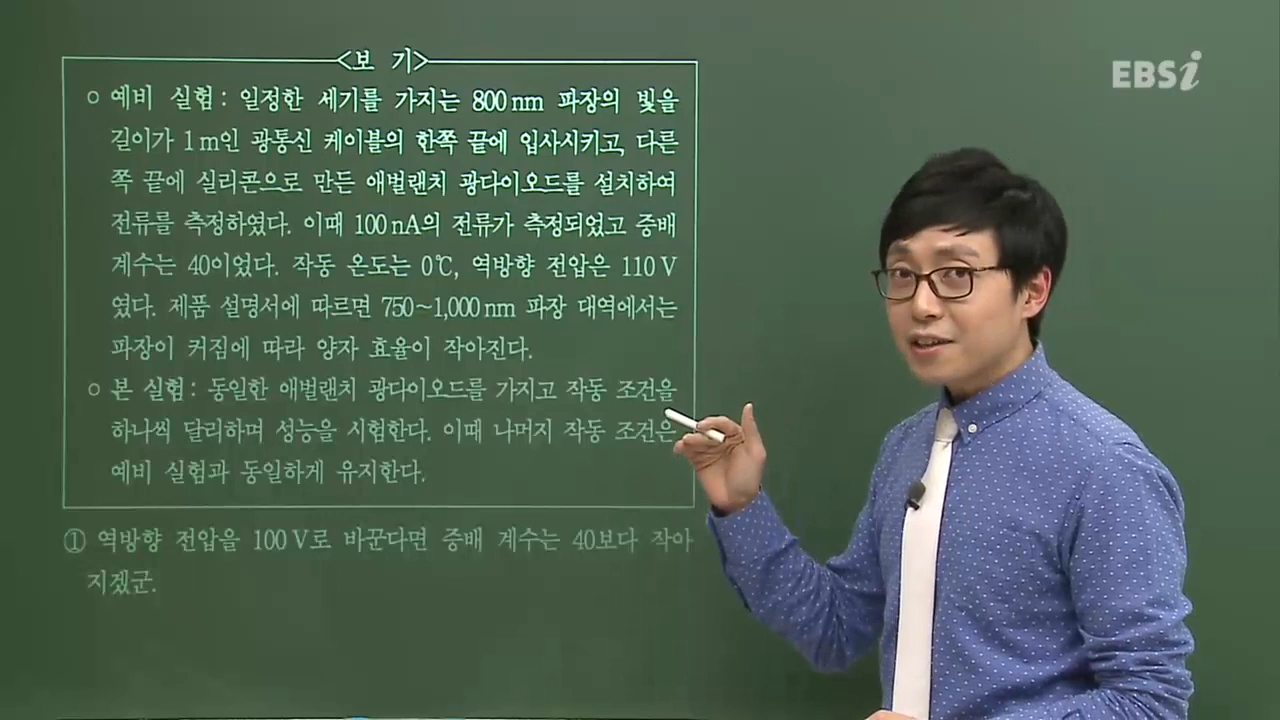 <보 기>
EBSi
○ 예비 실험 : 일정한 세기를 가지는 800 nm 파장의 빛을
길이가 1 m인 광통신 케이블의 한쪽 끝에 입사시키고, 다른
쪽 끝에 실리콘으로 만든 애벌랜치 광다이오드를 설치하여
전류를 측정하였다. 이때 100 nA의 전류가 측정되었고 증배
계수는 40이었다. 작동 온도는 0℃, 역방향 전압은 110 V
였다. 제품 설명서에 따르면 750~1,000 nm 파장 대역에서는
파장이 커짐에 따라 양자 효율이 작아진다.
○ 본 실험 : 동일한 애벌랜치 광다이오드를 가지고 작동 조건을
하나씩 달리하며 성능을 시험한다. 이때 나머지 작동 조건은
예비 실험과 동일하게 유지한다.
① 역방향 전압을 100 V로 바꾼다면 증배 계수는 40보다 작아
지겠군.